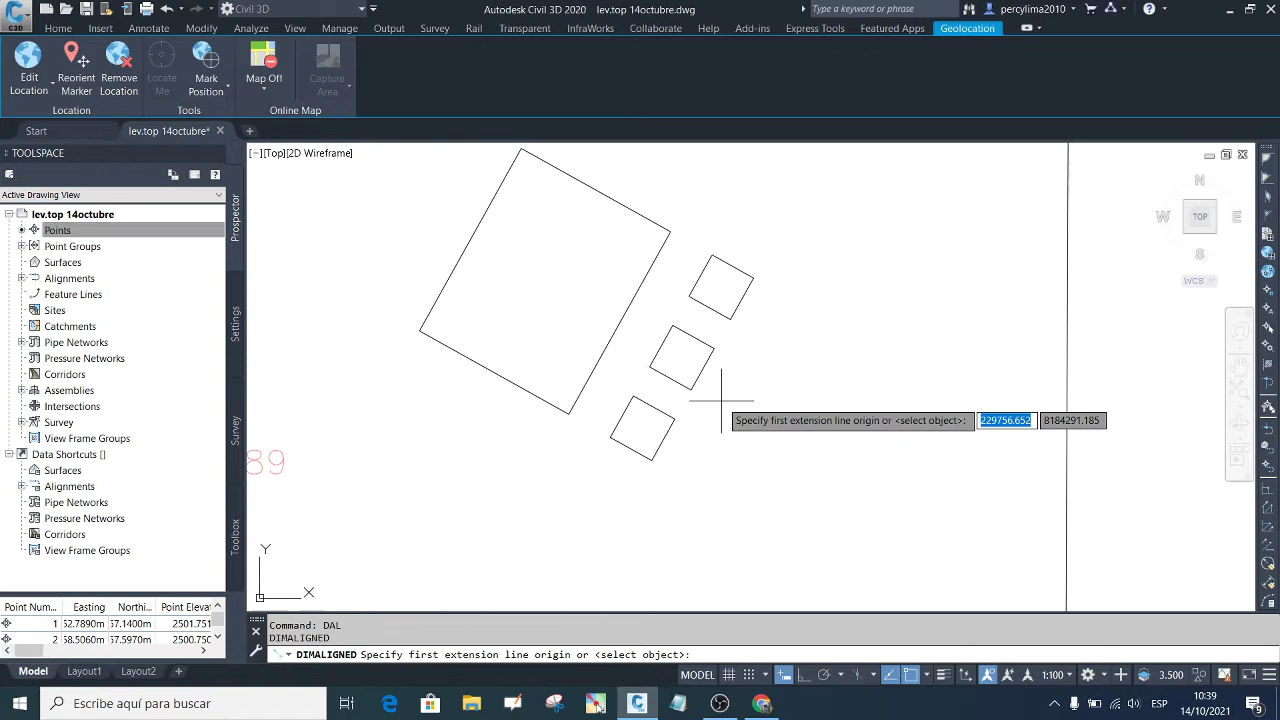 Civil 3D
Autodesk Civil 3D 2020
lev.top 14octubre.dwg
Type a keyword or phrase
percylima2010
C3D
Home
Insert
Annotate
Modify
Analyze
View
Manage
Output
Survey
Rail
Transparent
InfraWorks
Collaborate
Help
Add-ins
Express Tools
Featured Apps
Geolocation
Edit Location
Reorient Marker
Remove Location
Locate Me
Mark Position
Map Off
Capture Area
Location
Tools
Online Map
Start
lev.top 14octubre*
TOOLSPACE
[−][Top][2D Wireframe]
Active Drawing View
lev.top 14octubre
Points
Point Groups
Surfaces
Alignments
Feature Lines
Sites
Catchments
Pipe Networks
Pressure Networks
Corridors
Assemblies
Intersections
Survey
View Frame Groups
Data Shortcuts []
Surfaces
Alignments
Pipe Networks
Pressure Networks
Corridors
View Frame Groups
Prospector
Settings
Survey
Toolbox
N
W TOP E
S
WCS
Specify first extension line origin or <select object>: 229756.652 8184291.185
89
Y
X
Point Num... Easting Northi... Point Eleva
1 52.7890m 57.1400m 2501.751
2 58.5060m 57.5970m 2500.750
Command: DAL
DIMALIGNED
DIMALIGNED Specify first extension line origin or <select object>:
Model
Layout1
Layout2
MODEL
1:100
3.500
Escribe aquí para buscar
ESP
10:39
14/10/2021